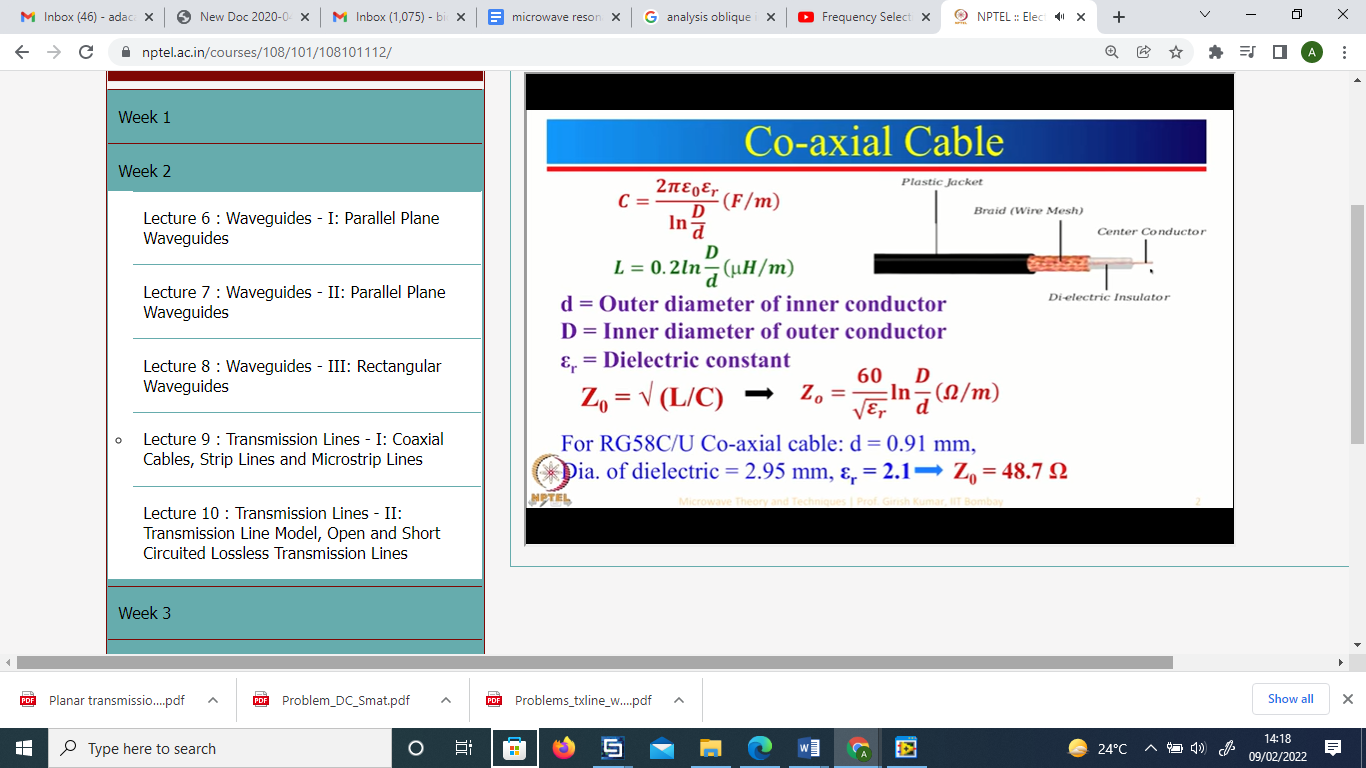 Inbox (46) - adac
New Doc 2020-0
Inbox (1,075) - bi
microwave reson
analysis oblique i
Frequency Select
NPTEL :: Elec
nptel.ac.in/courses/108/101/108101112/
A
Week 1
Week 2
Lecture 6 : Waveguides - I: Parallel Plane
Waveguides
Lecture 7 : Waveguides - II: Parallel Plane
Waveguides
Lecture 8 : Waveguides - III: Rectangular
Waveguides
Lecture 9 : Transmission Lines - I: Coaxial
Cables, Strip Lines and Microstrip Lines
Lecture 10 : Transmission Lines - II:
Transmission Line Model, Open and Short
Circuited Lossless Transmission Lines
Week 3
Co-axial Cable
C = 2πε₀εᵣ / ln D/d (F/m)
L = 0.2ln D/d (μH/m)
Plastic Jacket
Braid (Wire Mesh)
Center Conductor
Di-electric Insulator
d = Outer diameter of inner conductor
D = Inner diameter of outer conductor
εᵣ = Dielectric constant
Z₀ = √ (L/C) ➞ Zₒ = 60/√εᵣ ln D/d (Ω/m)
For RG58C/U Co-axial cable: d = 0.91 mm,
Dia. of dielectric = 2.95 mm, εᵣ = 2.1 ➞ Z₀ = 48.7 Ω
NPTEL
Microwave Theory and Techniques | Prof. Girish Kumar, IIT Bombay
2
PDF Planar transmissio....pdf
PDF Problem_DC_Smat.pdf
PDF Problems_txline_w....pdf
Show all
Type here to search
24°C
14:18
09/02/2022